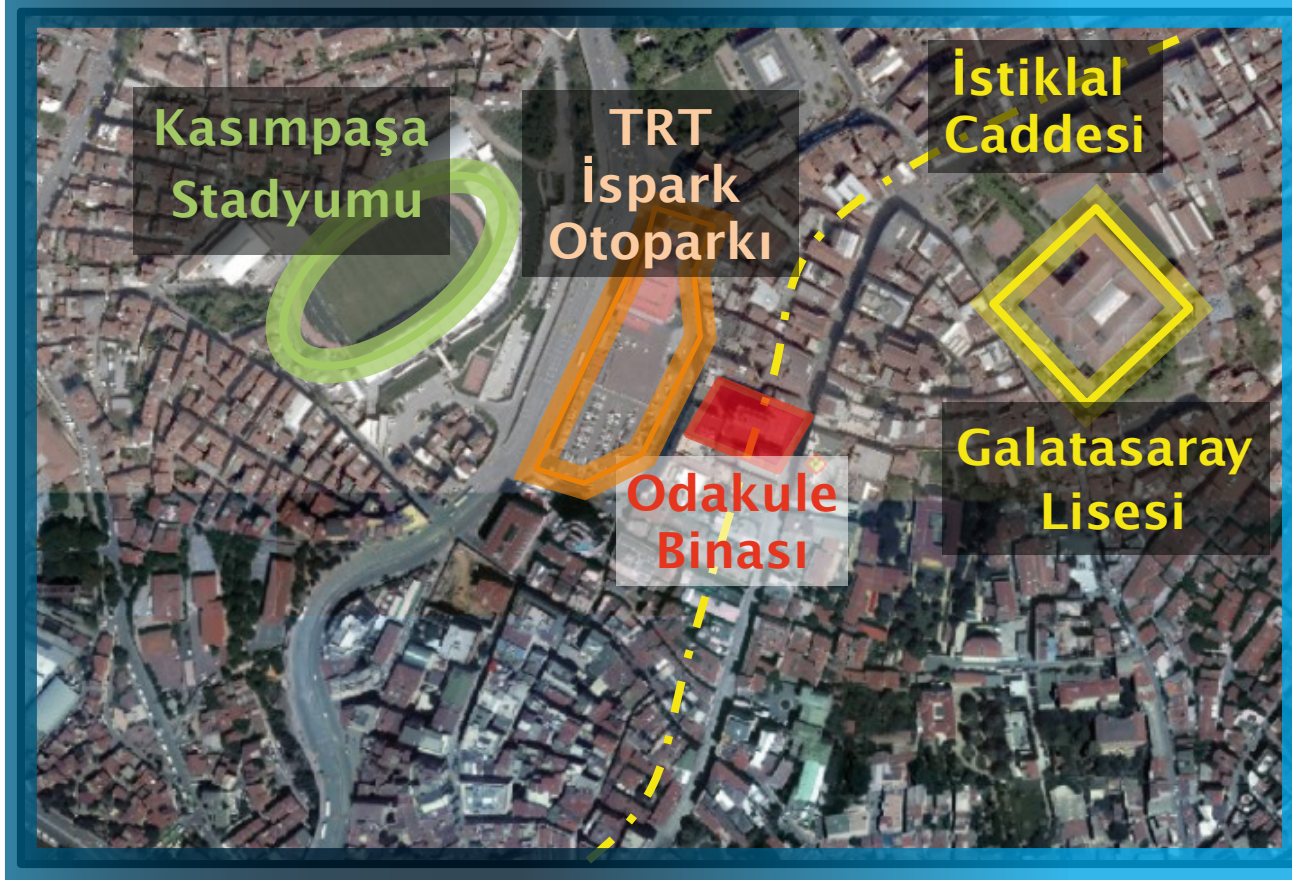 Kasımpaşa
Stadyumu
TRT
İspark
Otoparkı
İstiklal
Caddesi
Galatasaray
Lisesi
Odakule
Binası